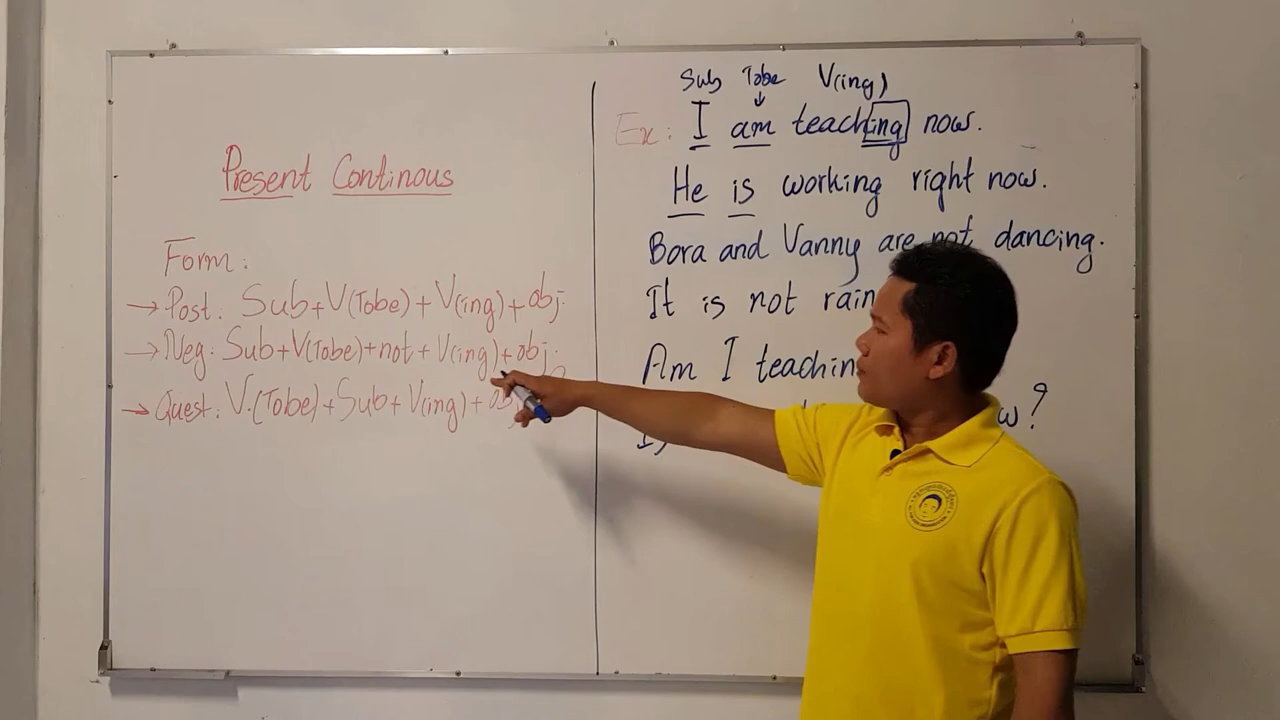 Present Continous
Form:
→ Post: Sub+V(Tobe)+V(ing)+obj.
→ Neg: Sub+V(Tobe)+not+V(ing)+obj.
→ Quest: V.(Tobe)+Sub+V(ing)+
Sub Tobe V(ing)
↓
Ex: I am teaching now.
He is working right now.
Bora and Vanny are not dancing.
It is not
Am I